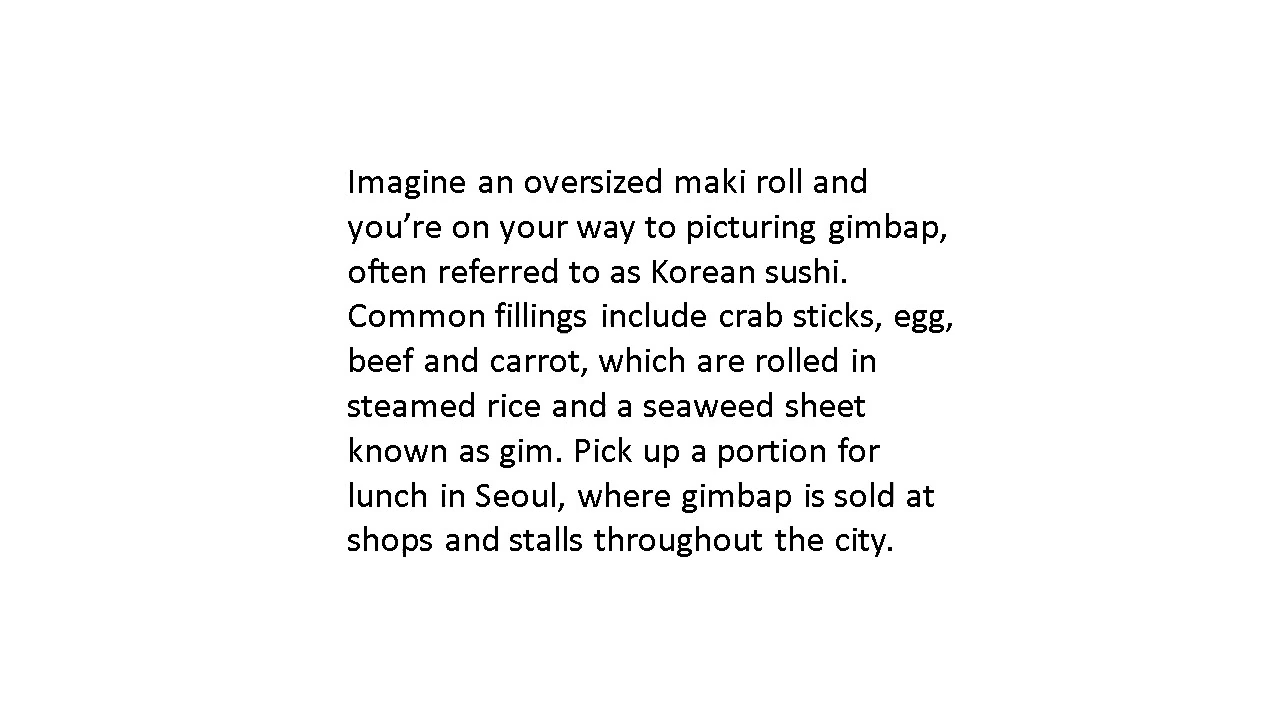 Imagine an oversized maki roll and
you’re on your way to picturing gimbap,
often referred to as Korean sushi.
Common fillings include crab sticks, egg,
beef and carrot, which are rolled in
steamed rice and a seaweed sheet
known as gim. Pick up a portion for
lunch in Seoul, where gimbap is sold at
shops and stalls throughout the city.